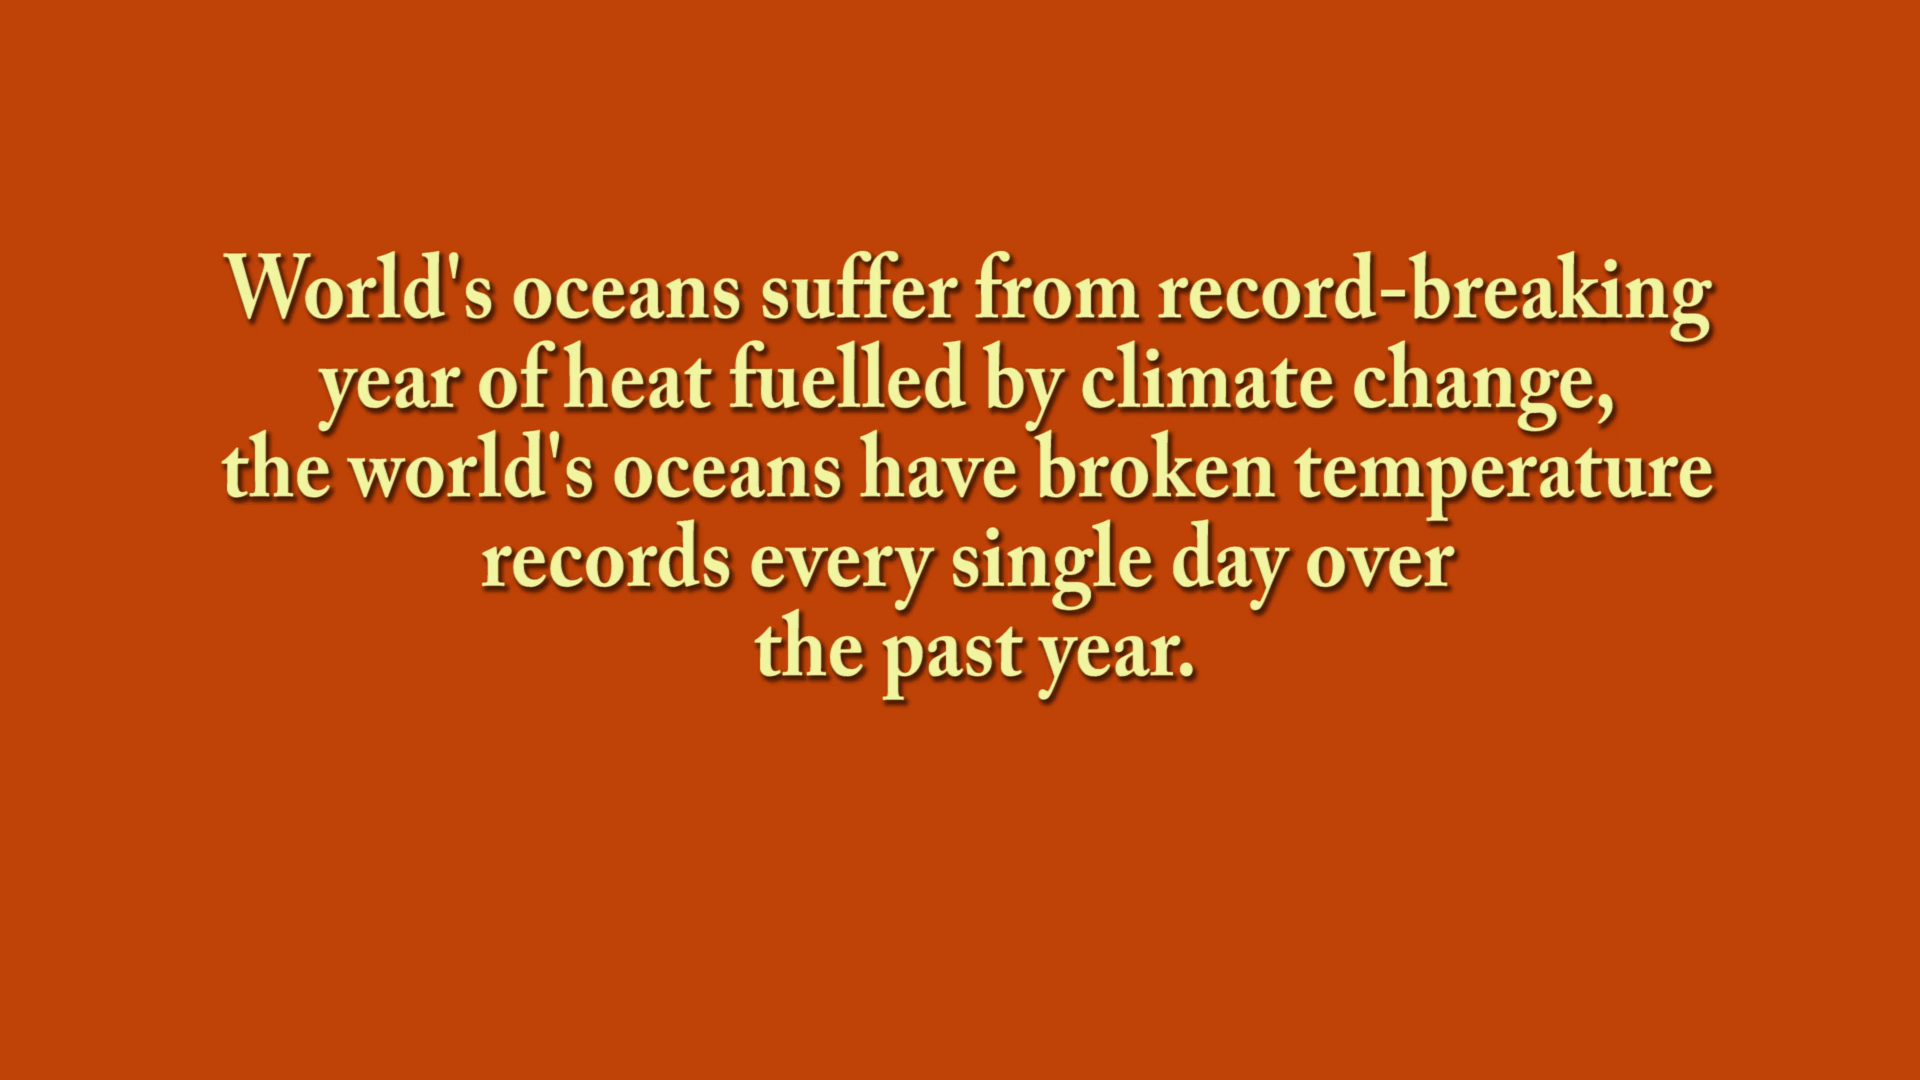 World's oceans suffer from record-breaking
year of heat fuelled by climate change,
the world's oceans have broken temperature
records every single day over
the past year.